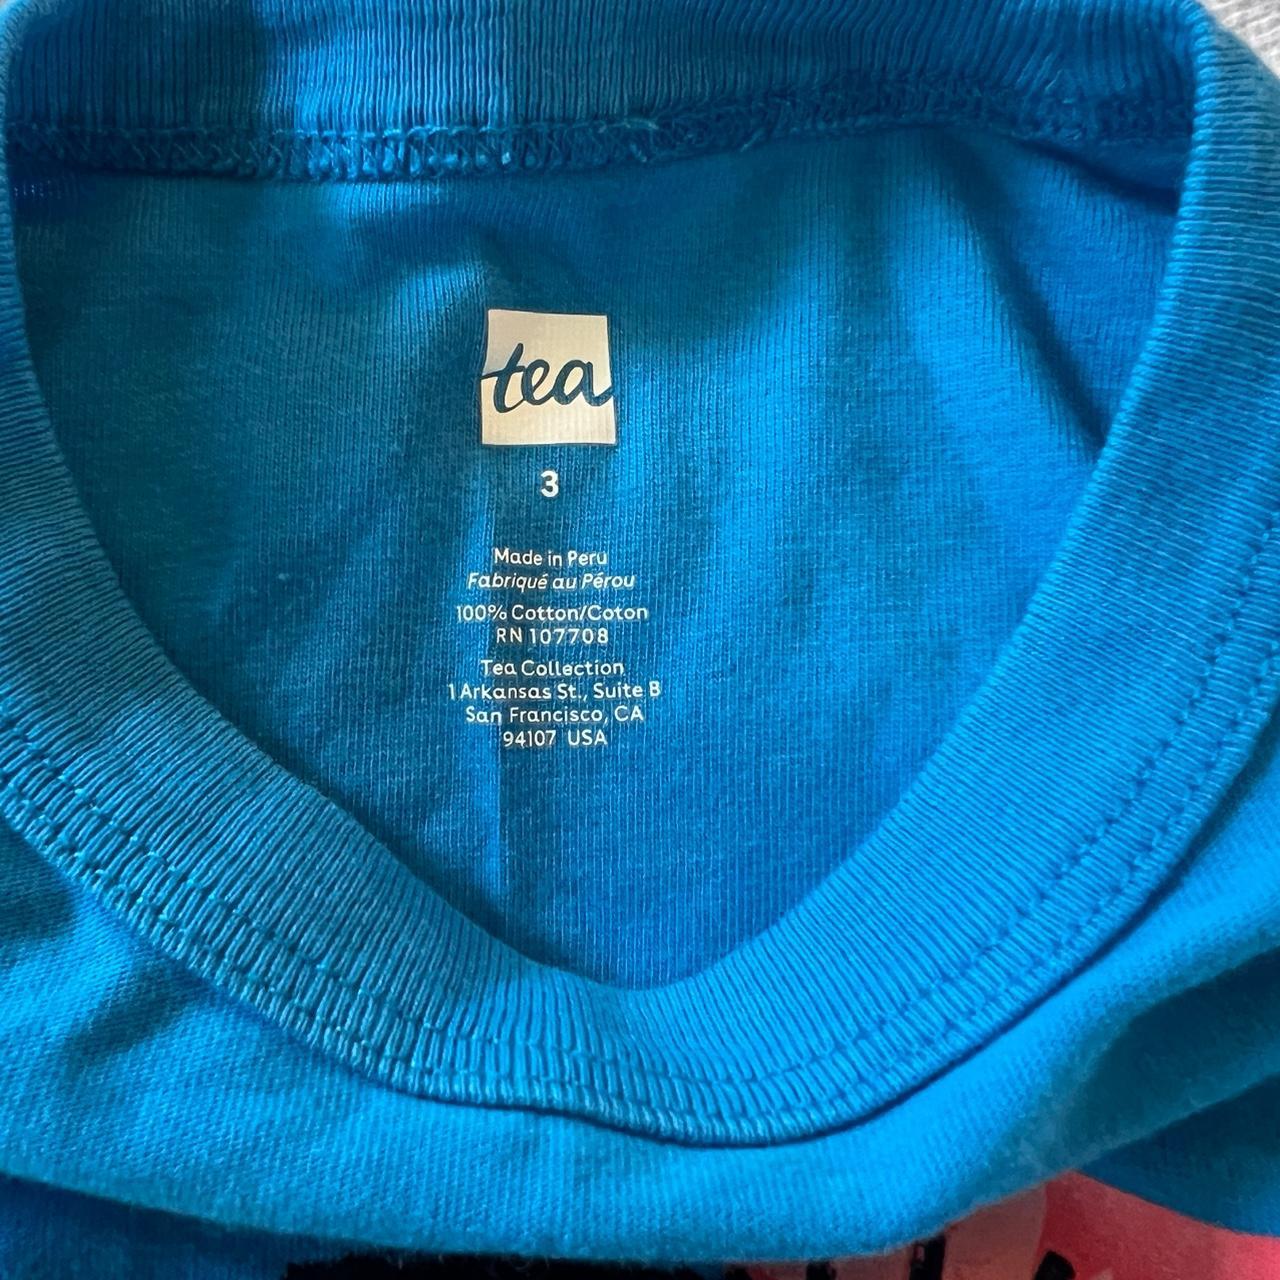 tea
3
Made in Peru
Fabriqué au Pérou
100% Cotton/Coton
RN 107708
Tea Collection
1 Arkansas St., Suite B
San Francisco, CA
94107 USA